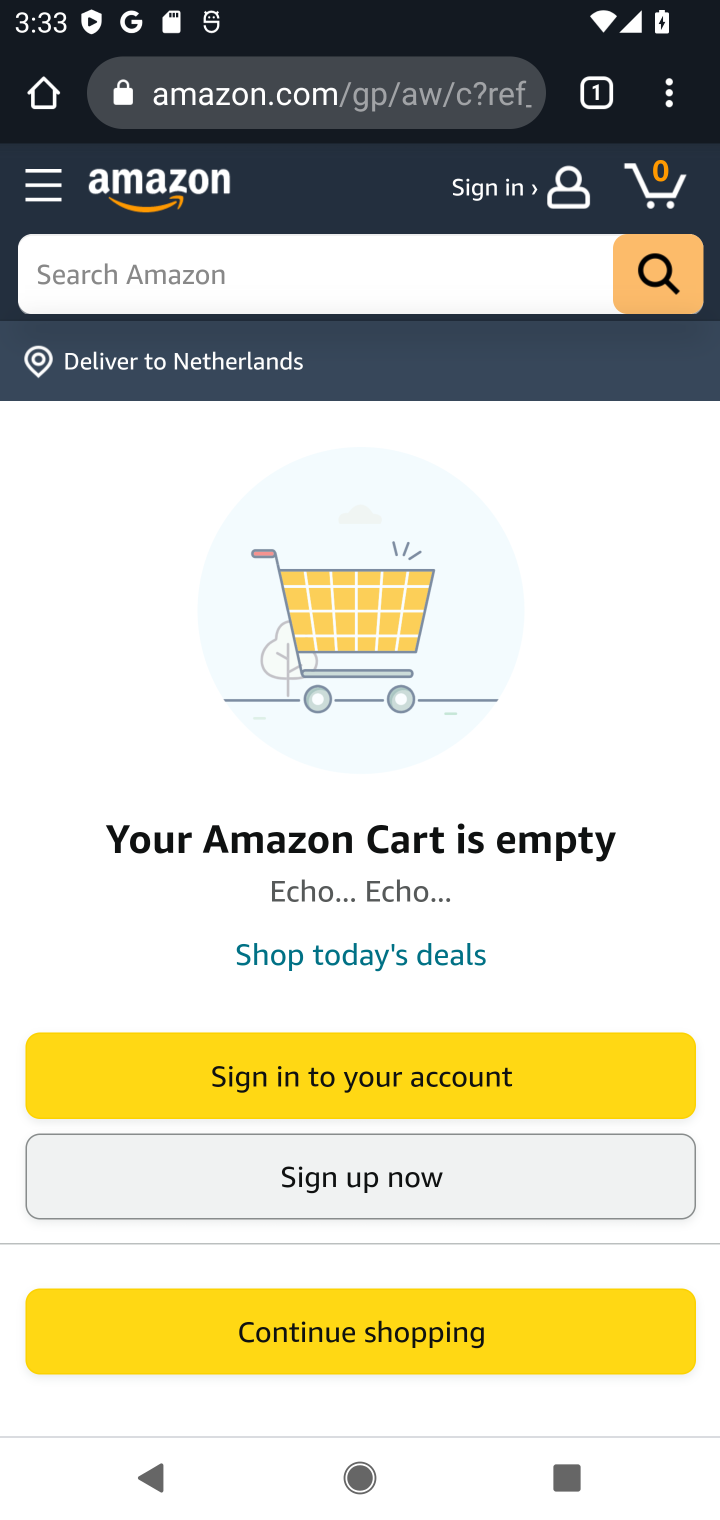 3:33
amazon.com/gp/aw/c?ref_
1
amazon
Sign in ›
0
Search Amazon
Deliver to Netherlands
Your Amazon Cart is empty
Echo... Echo...
Shop today's deals
Sign in to your account
Sign up now
Continue shopping